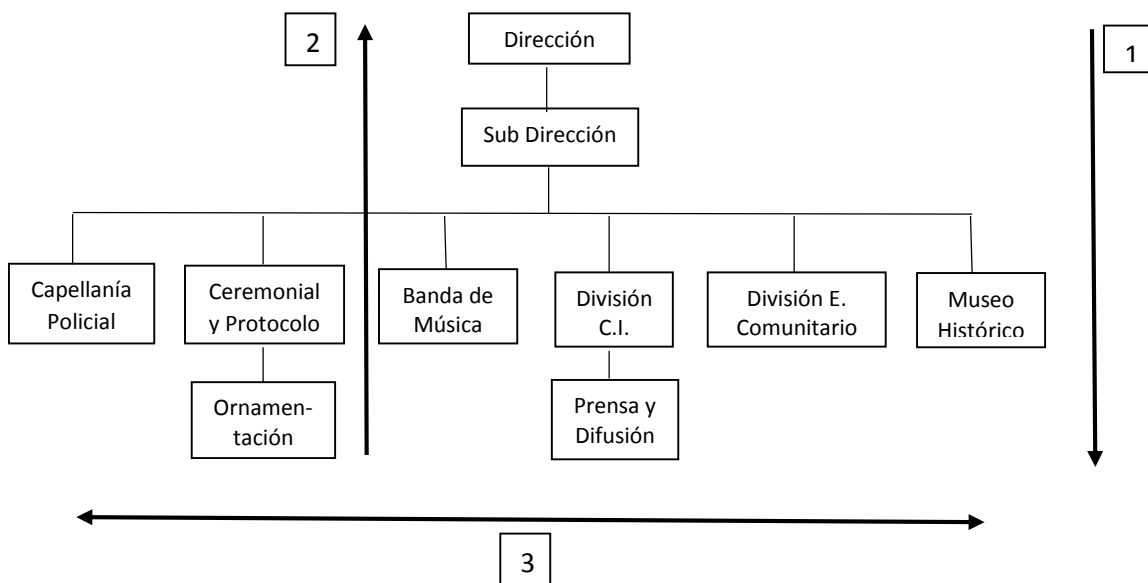 2
Dirección
1
Sub Dirección
Capellanía
Policial
Ceremonial
y Protocolo
Banda de
Música
División
C.I.
División E.
Comunitario
Museo
Histórico
Ornamen-
tación
Prensa y
Difusión
3